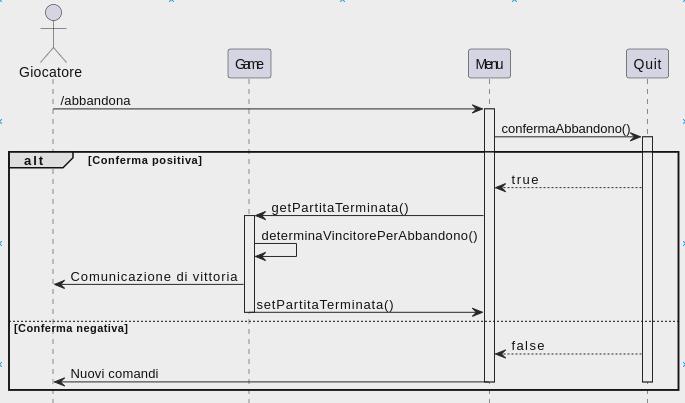 Giocatore
Game
Menu
Quit
/abbandona
confermaAbbandono()
alt
[Conferma positiva]
true
getPartitaTerminata()
determinaVincitorePerAbbandono()
Comunicazione di vittoria
setPartitaTerminata()
[Conferma negativa]
false
Nuovi comandi